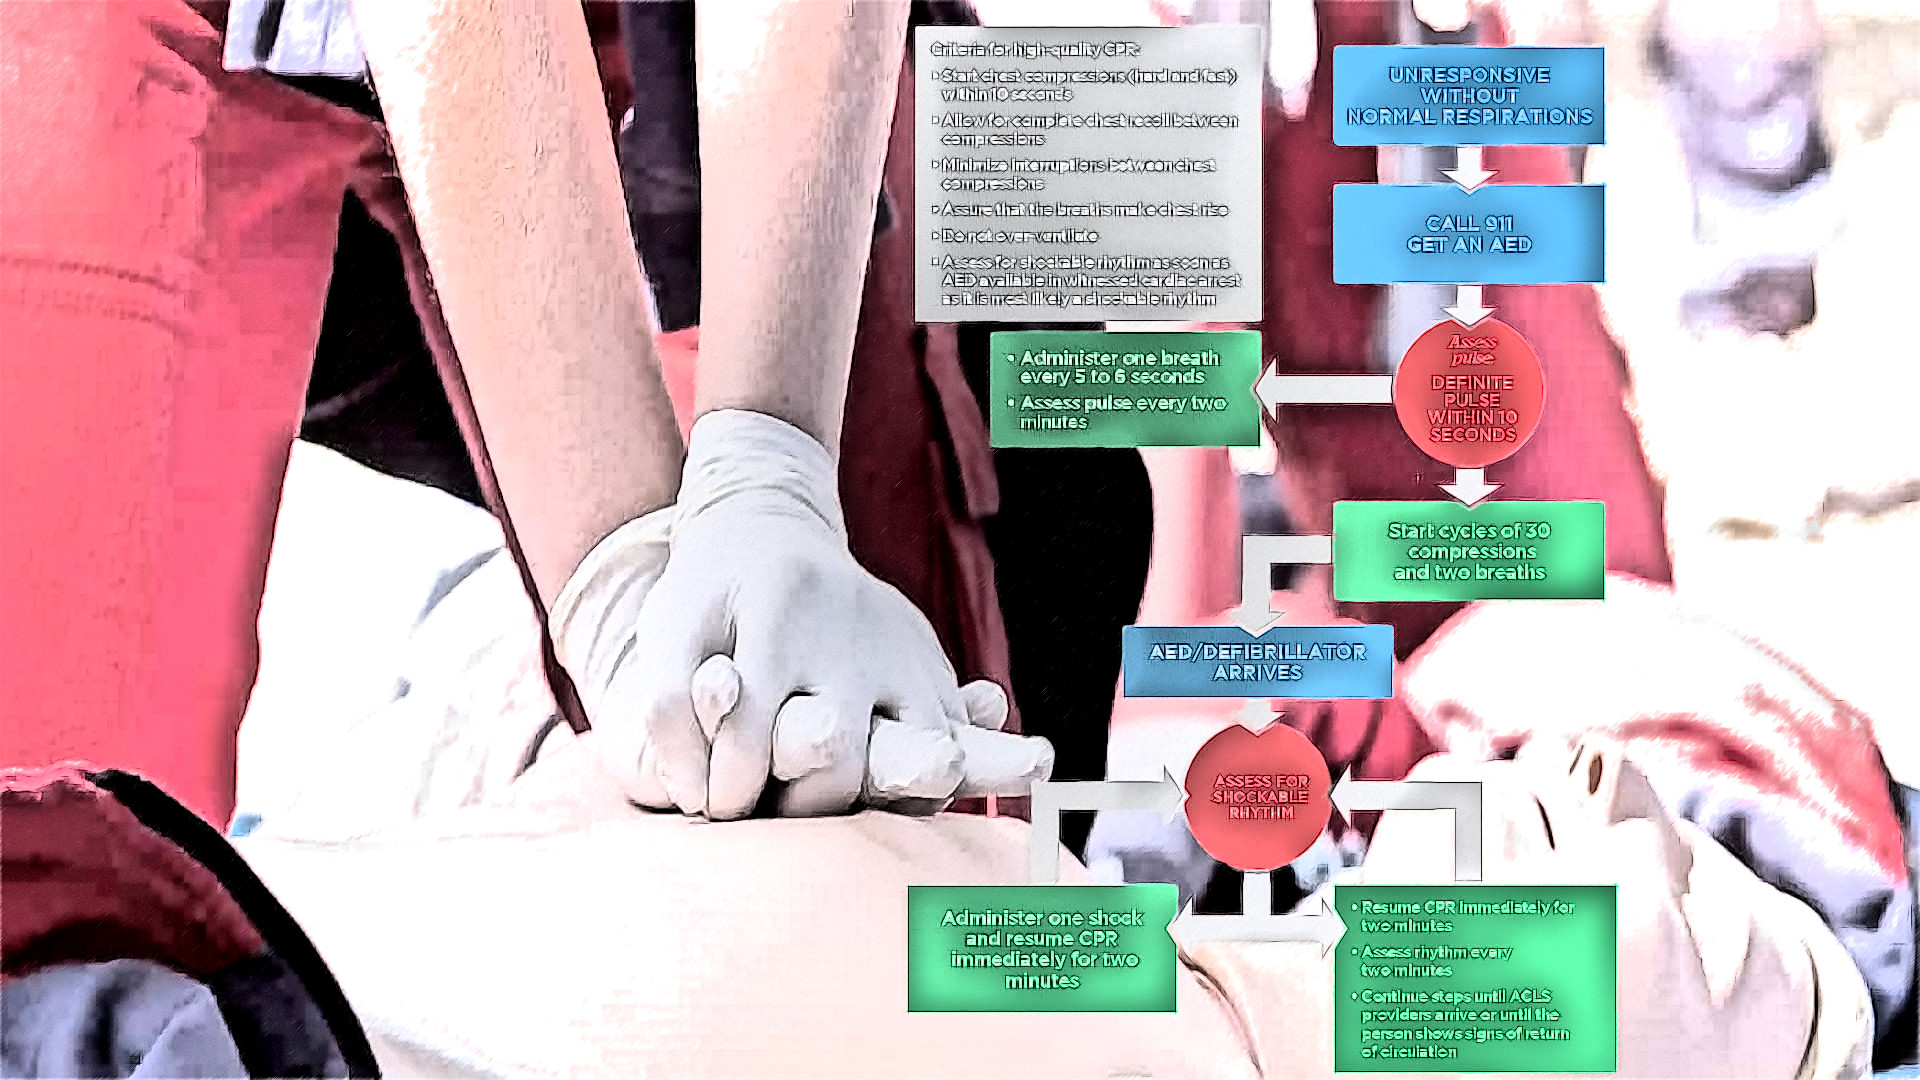 Criteria for high-quality CPR:
• Start chest compressions (hard and fast)
within 10 seconds
• Allow for complete chest recoil between
compressions
• Minimize interruptions between chest
compressions
• Assure that the breaths make chest rise
• Do not over-ventilate
• Assess for shockable rhythm as soon as
AED available in witnessed cardiac arrest
as it is most likely a shockable rhythm
UNRESPONSIVE
WITHOUT
NORMAL RESPIRATIONS
CALL 911
GET AN AED
Assess
pulse
DEFINITE
PULSE
WITHIN 10
SECONDS
• Administer one breath
every 5 to 6 seconds
• Assess pulse every two
minutes
Start cycles of 30
compressions
and two breaths
AED/DEFIBRILLATOR
ARRIVES
ASSESS FOR
SHOCKABLE
RHYTHM
Administer one shock
and resume CPR
immediately for two
minutes
• Resume CPR immediately for
two minutes
• Assess rhythm every
two minutes
• Continue steps until ACLS
providers arrive or until the
person shows signs of return
of circulation